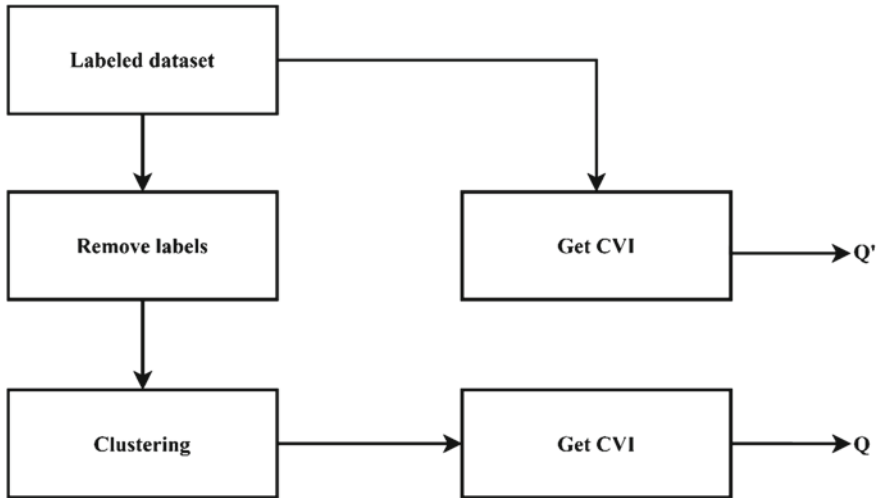 Labeled dataset
Remove labels
Get CVI
Q'
Clustering
Get CVI
Q